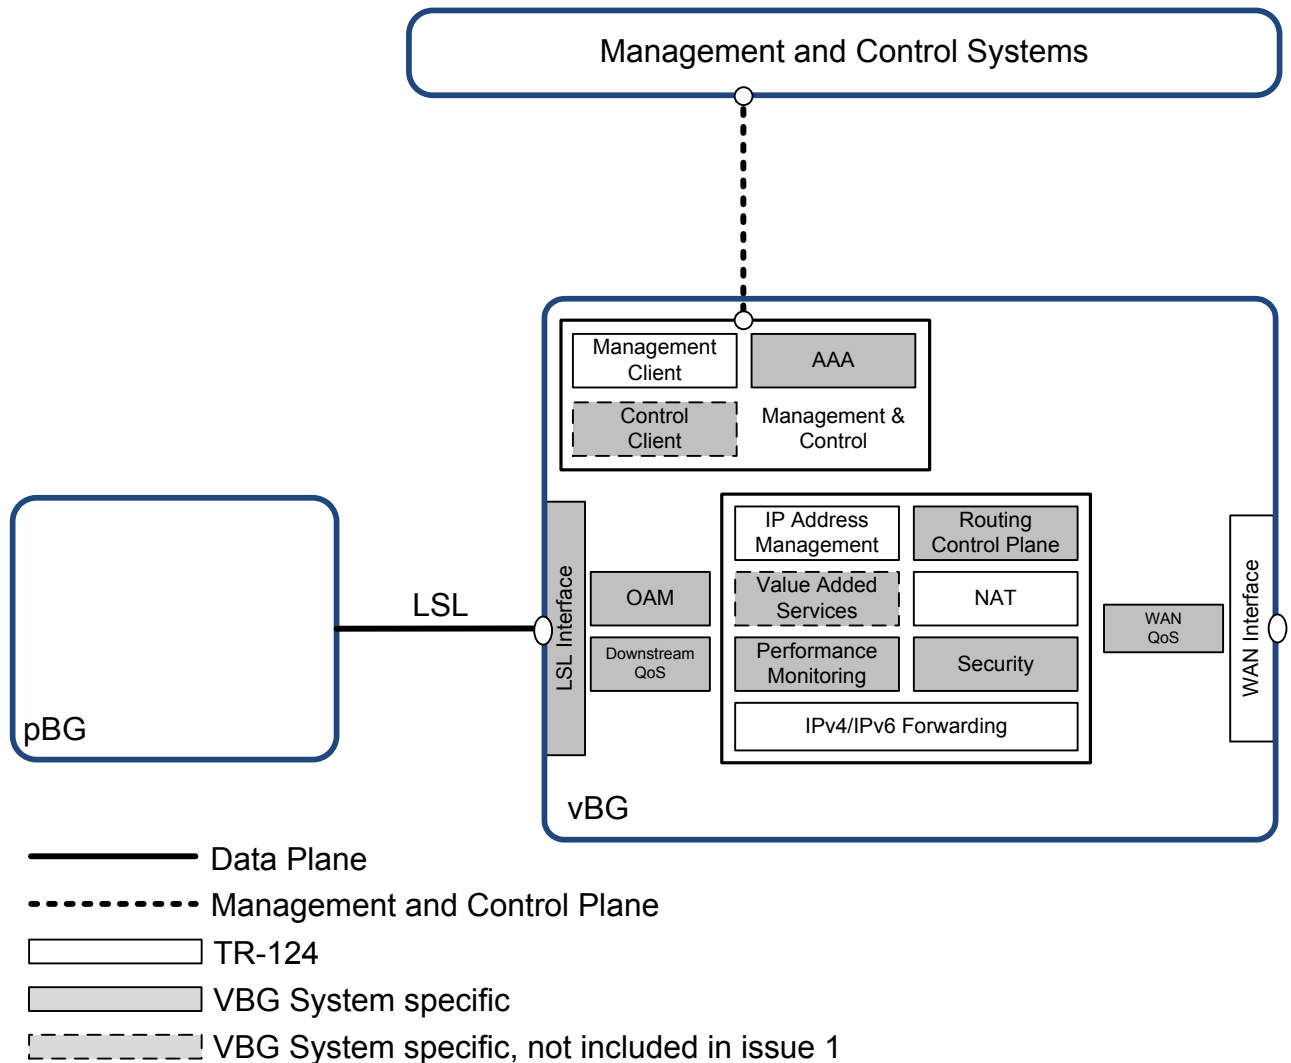 Management and Control Systems
Management
Client
AAA
Control
Client
Management &
Control
IP Address
Management
Routing
Control Plane
LSL
LSL Interface
OAM
Value Added
Services
NAT
WAN
QoS
WAN Interface
Downstream
QoS
Performance
Monitoring
Security
IPv4/IPv6 Forwarding
pBG
vBG
Data Plane
Management and Control Plane
TR-124
VBG System specific
VBG System specific, not included in issue 1